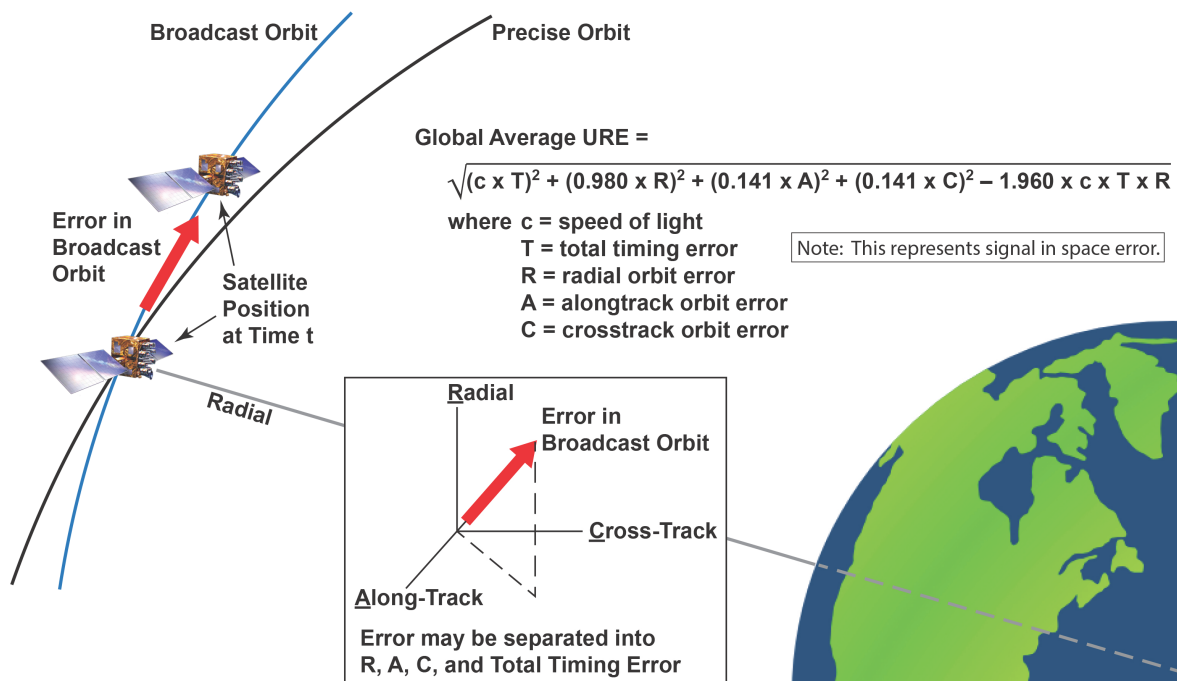 Broadcast Orbit
Precise Orbit
Global Average URE =
√(c x T)² + (0.980 x R)² + (0.141 x A)² + (0.141 x C)² – 1.960 x c x T x R
where c = speed of light
T = total timing error
R = radial orbit error
A = alongtrack orbit error
C = crosstrack orbit error
Note: This represents signal in space error.
Error in
Broadcast
Orbit
Satellite
Position
at Time t
Radial
Radial
Error in
Broadcast Orbit
Cross-Track
Along-Track
Error may be separated into
R, A, C, and Total Timing Error